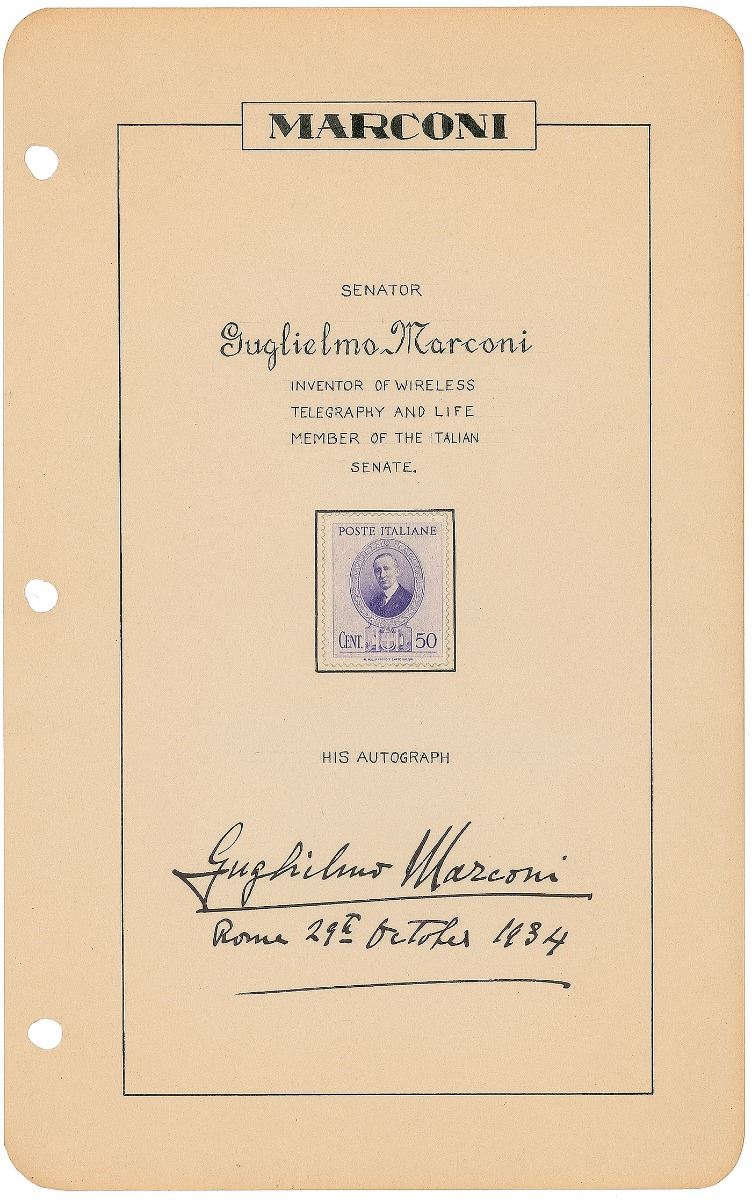 MARCONI
SENATOR
Guglielmo Marconi
INVENTOR OF WIRELESS
TELEGRAPHY AND LIFE
MEMBER OF THE ITALIAN
SENATE.
POSTE ITALIANE
CENT. 50
HIS AUTOGRAPH
Guglielmo Marconi
Rome 29th October 1934